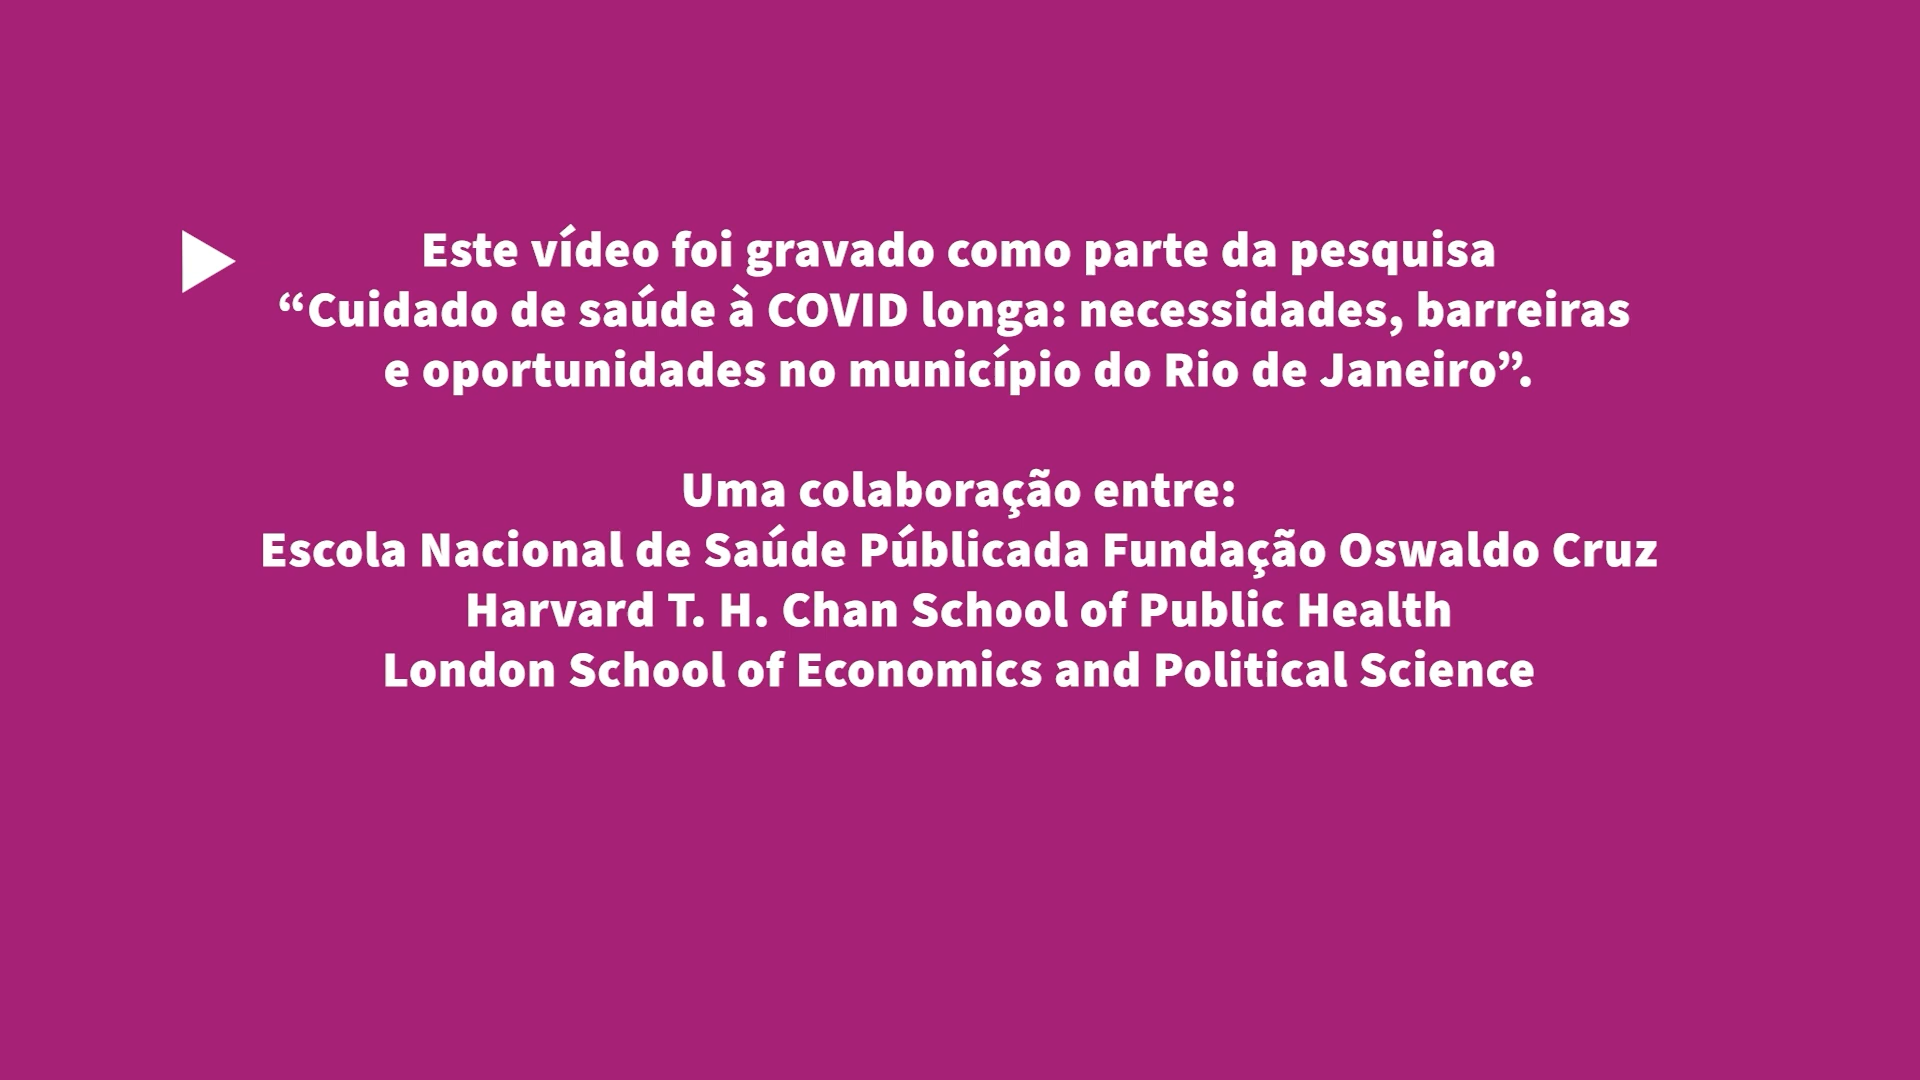 Este vídeo foi gravado como parte da pesquisa
“Cuidado de saúde à COVID longa: necessidades, barreiras
e oportunidades no município do Rio de Janeiro”.
Uma colaboração entre:
Escola Nacional de Saúde Públicada Fundação Oswaldo Cruz
Harvard T. H. Chan School of Public Health
London School of Economics and Political Science